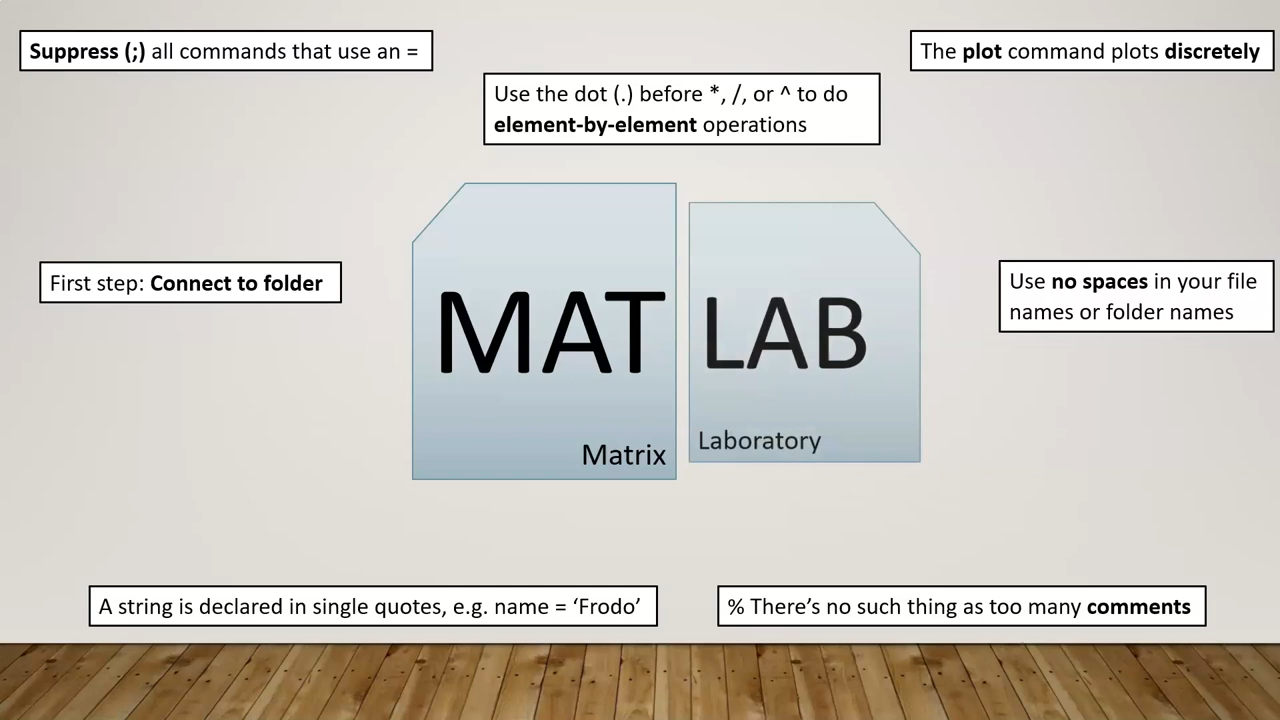 Suppress (;) all commands that use an =
The plot command plots discretely
Use the dot (.) before *, /, or ^ to do
element-by-element operations
First step: Connect to folder
MAT LAB
Matrix
Laboratory
Use no spaces in your file
names or folder names
A string is declared in single quotes, e.g. name = ‘Frodo’
% There’s no such thing as too many comments